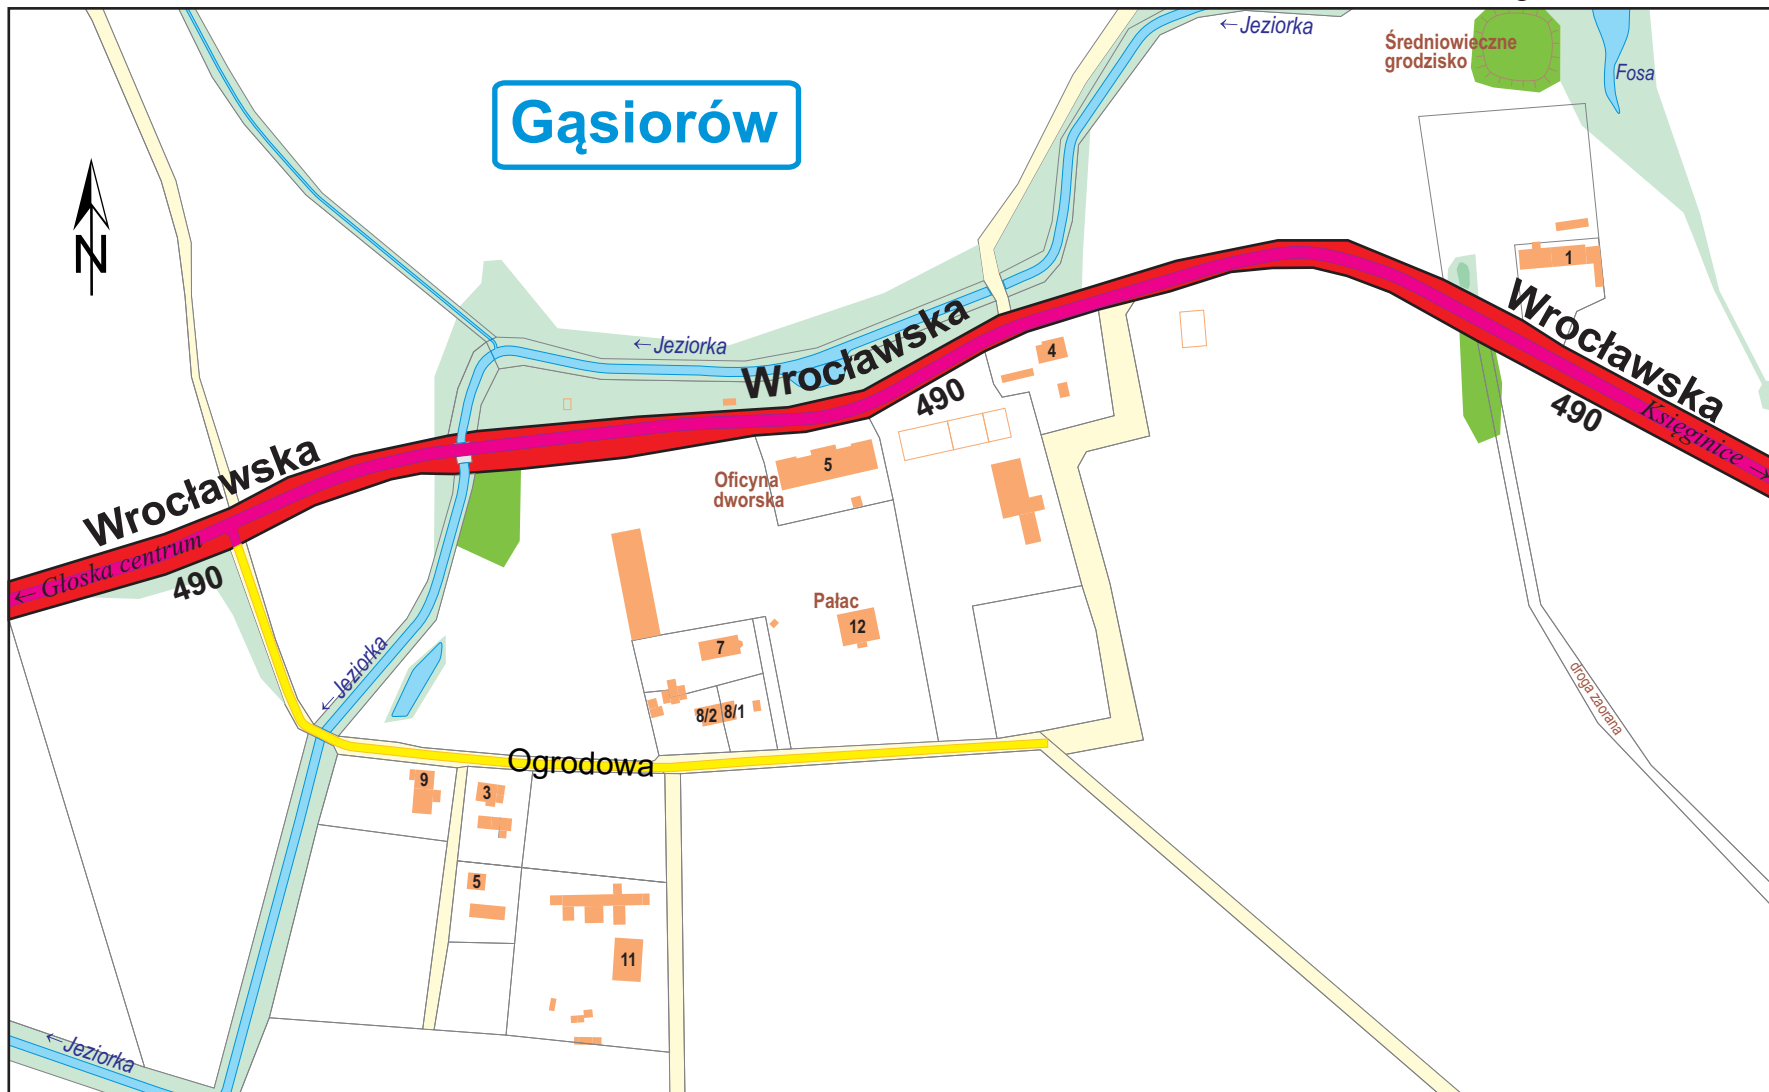 ← Jeziorka
Średniowieczne
grodzisko
Fosa
Gąsiorów
N
1
Wrocławska
← Jeziorka
Wrocławska
4
490
490
Księginice →
Wrocławska
5
Oficyna
dworska
← Głoska centrum
490
Pałac
12
7
← Jeziorka
8/2
8/1
droga zaorana
Ogrodowa
9
3
5
11
← Jeziorka